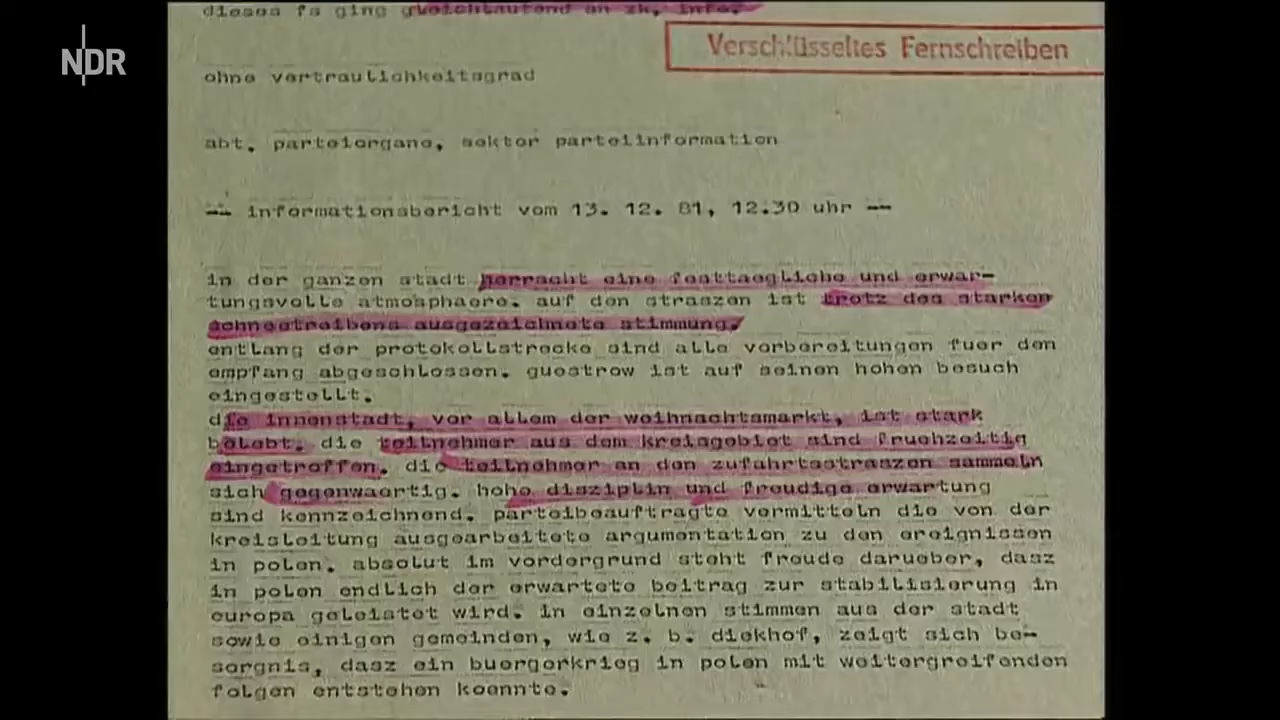 dieses fs ging gleichlautend an zk, info.
NDR
Verschlüsseltes Fernschreiben
ohne vertraulichkeitsgrad
abt. parteiorgane, sektor parteiinformation
-- informationsbericht vom 13. 12. 81, 12.30 uhr --
in der ganzen stadt herrscht eine festtaegliche und erwar-
tungsvolle atmosphaere. auf den straszen ist trotz des starken
schneetreibens ausgezeichnete stimmung.
entlang der protokollstrecke sind alle vorbereitungen fuer den
empfang abgeschlossen. guestrow ist auf seinen hohen besuch
eingestellt.
die innenstadt, vor allem der weihnachtsmarkt, ist stark
belebt. die teilnehmer aus dem kreisgebiet sind fruehzeitig
eingetroffen. die teilnehmer an den zufahrtsstraszen sammeln
sich gegenwaertig. hohe disziplin und freudige erwartung
sind kennzeichnend. parteibeauftragte vermitteln die von der
kreisleitung ausgearbeitete argumentation zu den ereignissen
in polen. absolut im vordergrund steht freude darueber, dasz
in polen endlich der erwartete beitrag zur stabilisierung in
europa geleistet wird. in einzelnen stimmen aus der stadt
sowie einigen gemeinden, wie z. b. diekhof, zeigt sich be-
sorgnis, dasz ein buergerkrieg in polen mit weitergreifenden
folgen entstehen koennte.